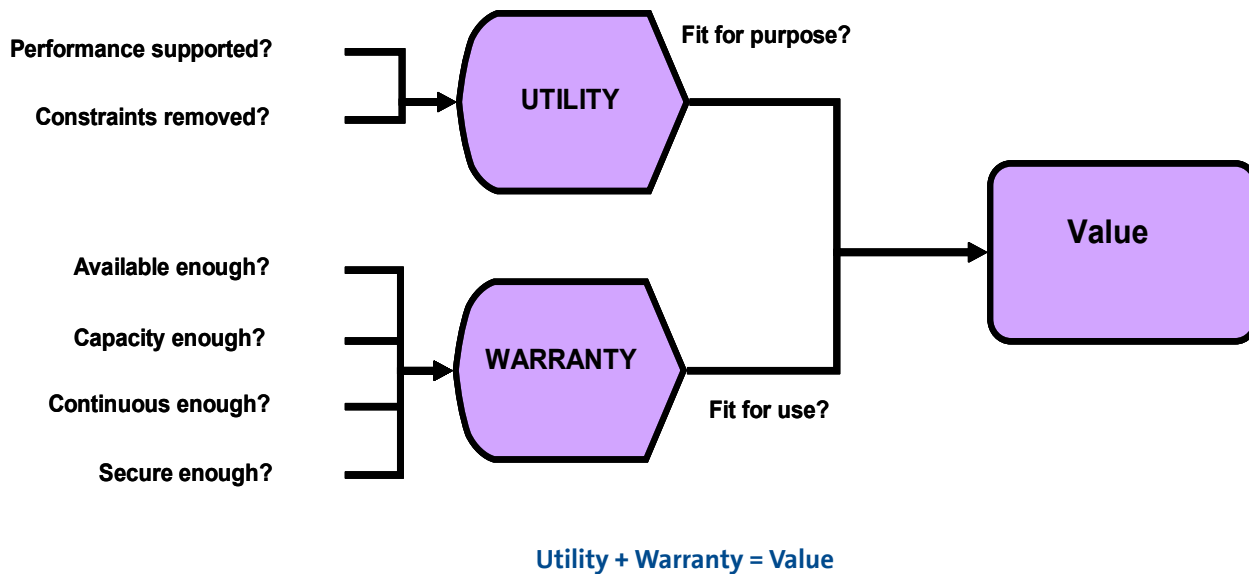 Performance supported?
Constraints removed?
UTILITY
Fit for purpose?
Available enough?
Capacity enough?
Continuous enough?
Secure enough?
WARRANTY
Fit for use?
Value
Utility + Warranty = Value